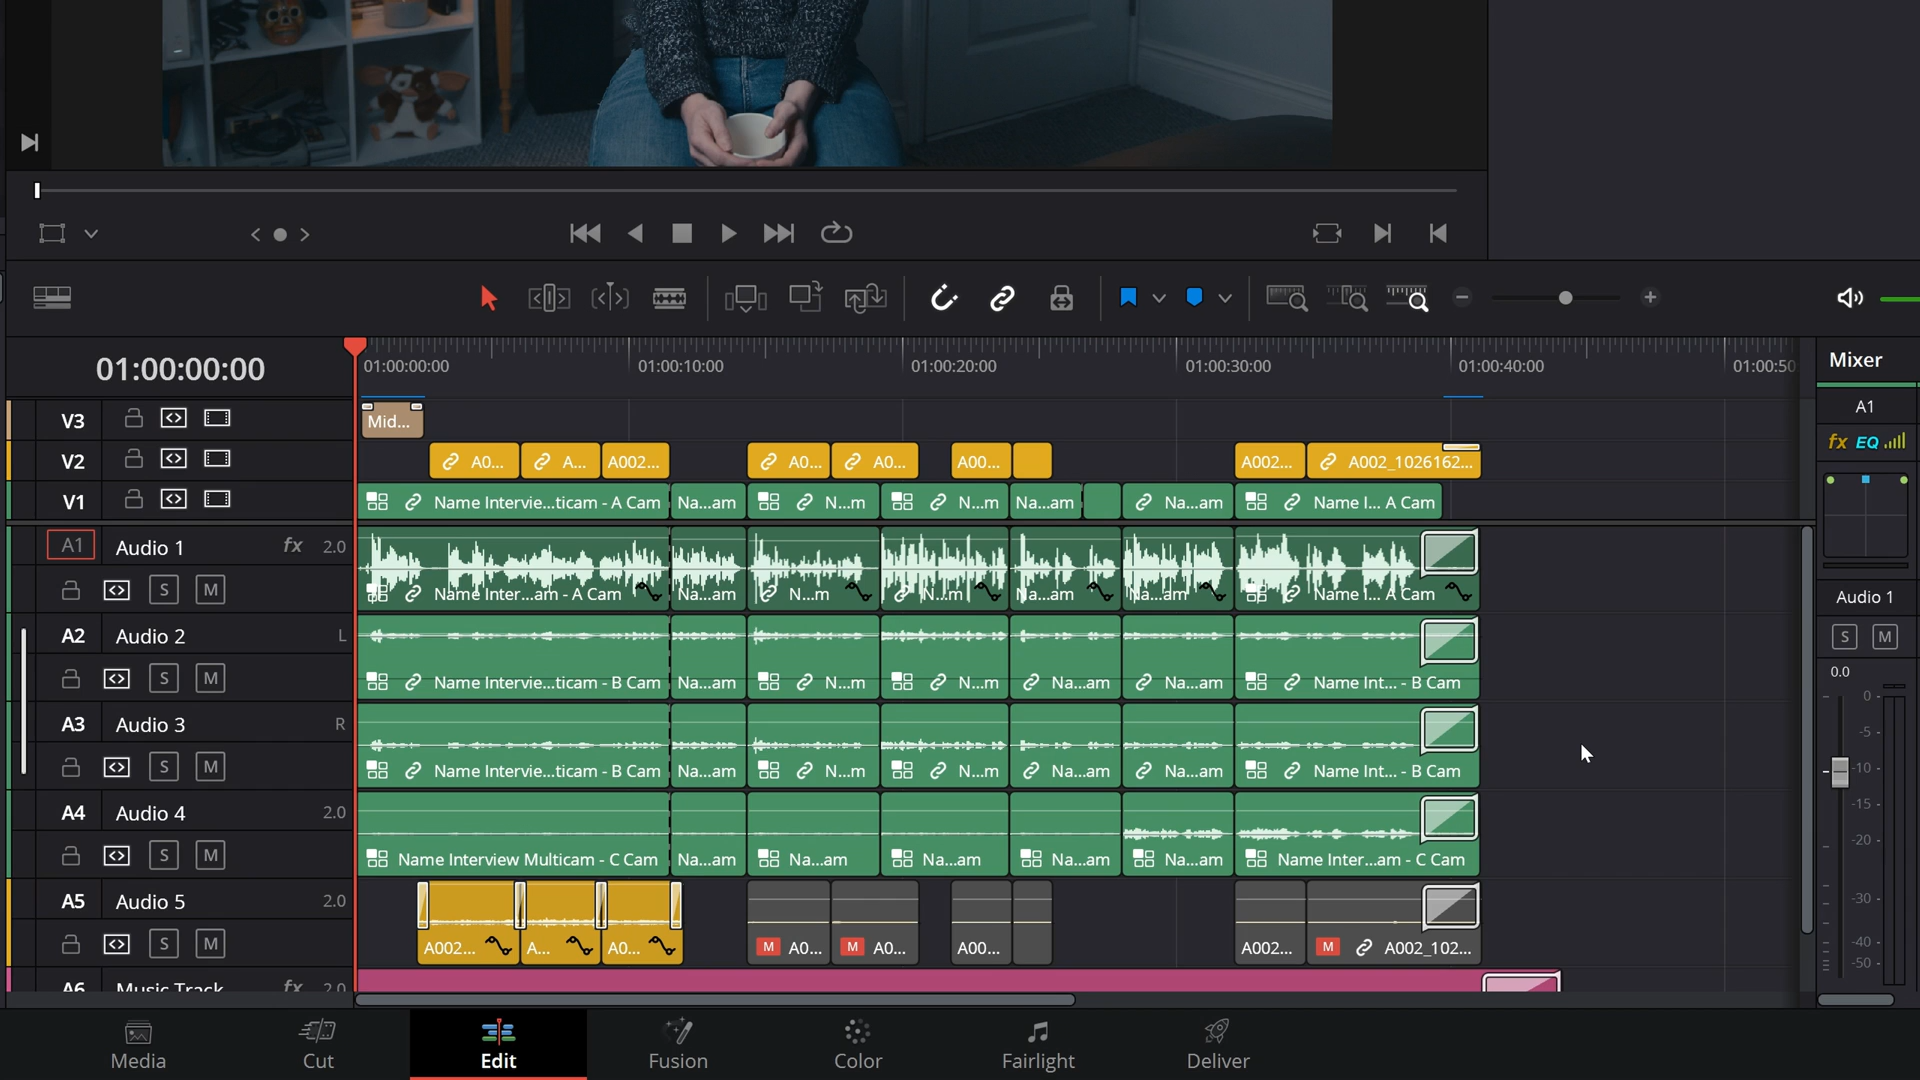 01:00:00:00
01:00:00:00 01:00:10:00 01:00:20:00 01:00:30:00 01:00:40:00 01:00:50
Mixer
V3 Mid...
A1
V2 A0... A... A002... A0... A0... A00... A002... A002_1026162...
fx EQ
V1 Name Intervie...ticam - A Cam Na...am N...m N...m Na...am Na...am Name I... A Cam
A1 Audio 1 fx 2.0
S M
Name Inter...am - A Cam Na...am N...m N...m Na...am Na...am Name I... A Cam
Audio 1
A2 Audio 2 L
S M
S M
Name Intervie...ticam - B Cam Na...am N...m N...m Na...am Na...am Name Int... - B Cam
0.0
A3 Audio 3 R
S M
Name Intervie...ticam - B Cam Na...am N...m N...m Na...am Na...am Name Int... - B Cam
A4 Audio 4 2.0
S M
Name Interview Multicam - C Cam Na...am Na...am Na...am Na...am Na...am Name Inter...am - C Cam
A5 Audio 5 2.0
S M
A002... A... A0... M A0... M A0... A00... A002... M A002_102...
A6 Music Track fx 2.0
0
-5
-10
-15
-20
-30
-40
-50
Media Cut Edit Fusion Color Fairlight Deliver